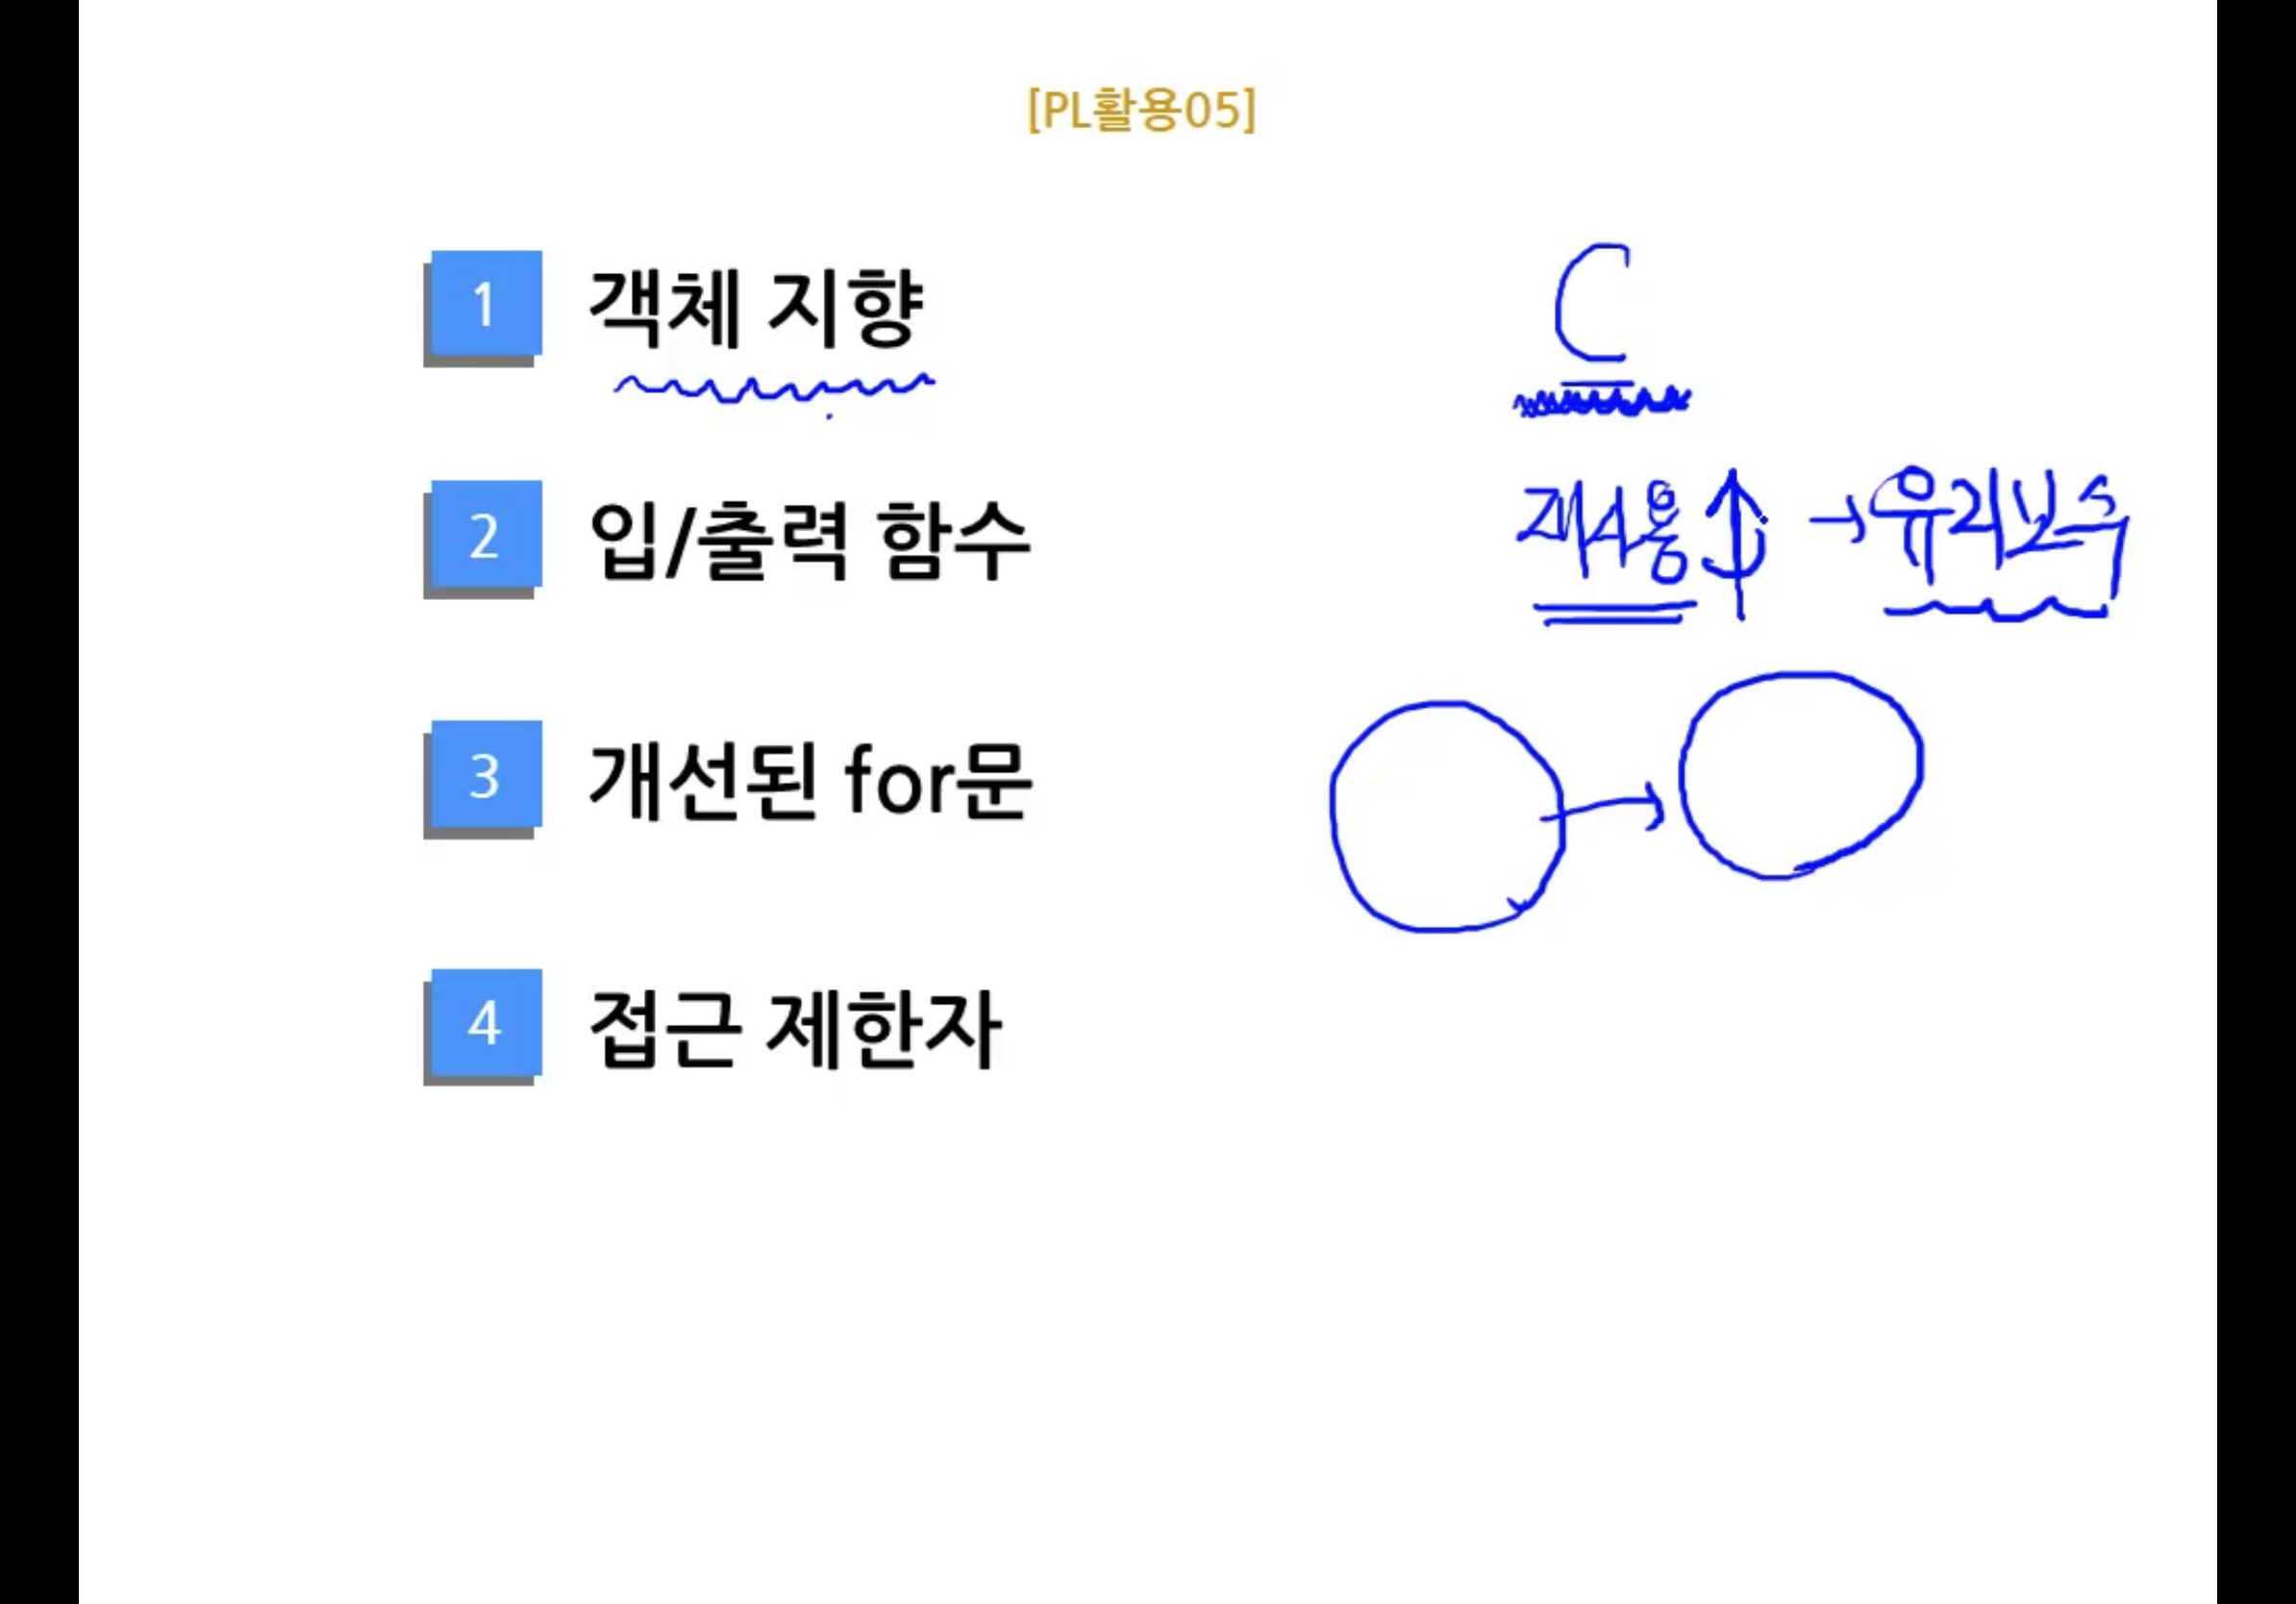 [PL활용05]
1 객체 지향
C
2 입/출력 함수
재사용 ↑ → 유지보수
3 개선된 for문
4 접근 제한자